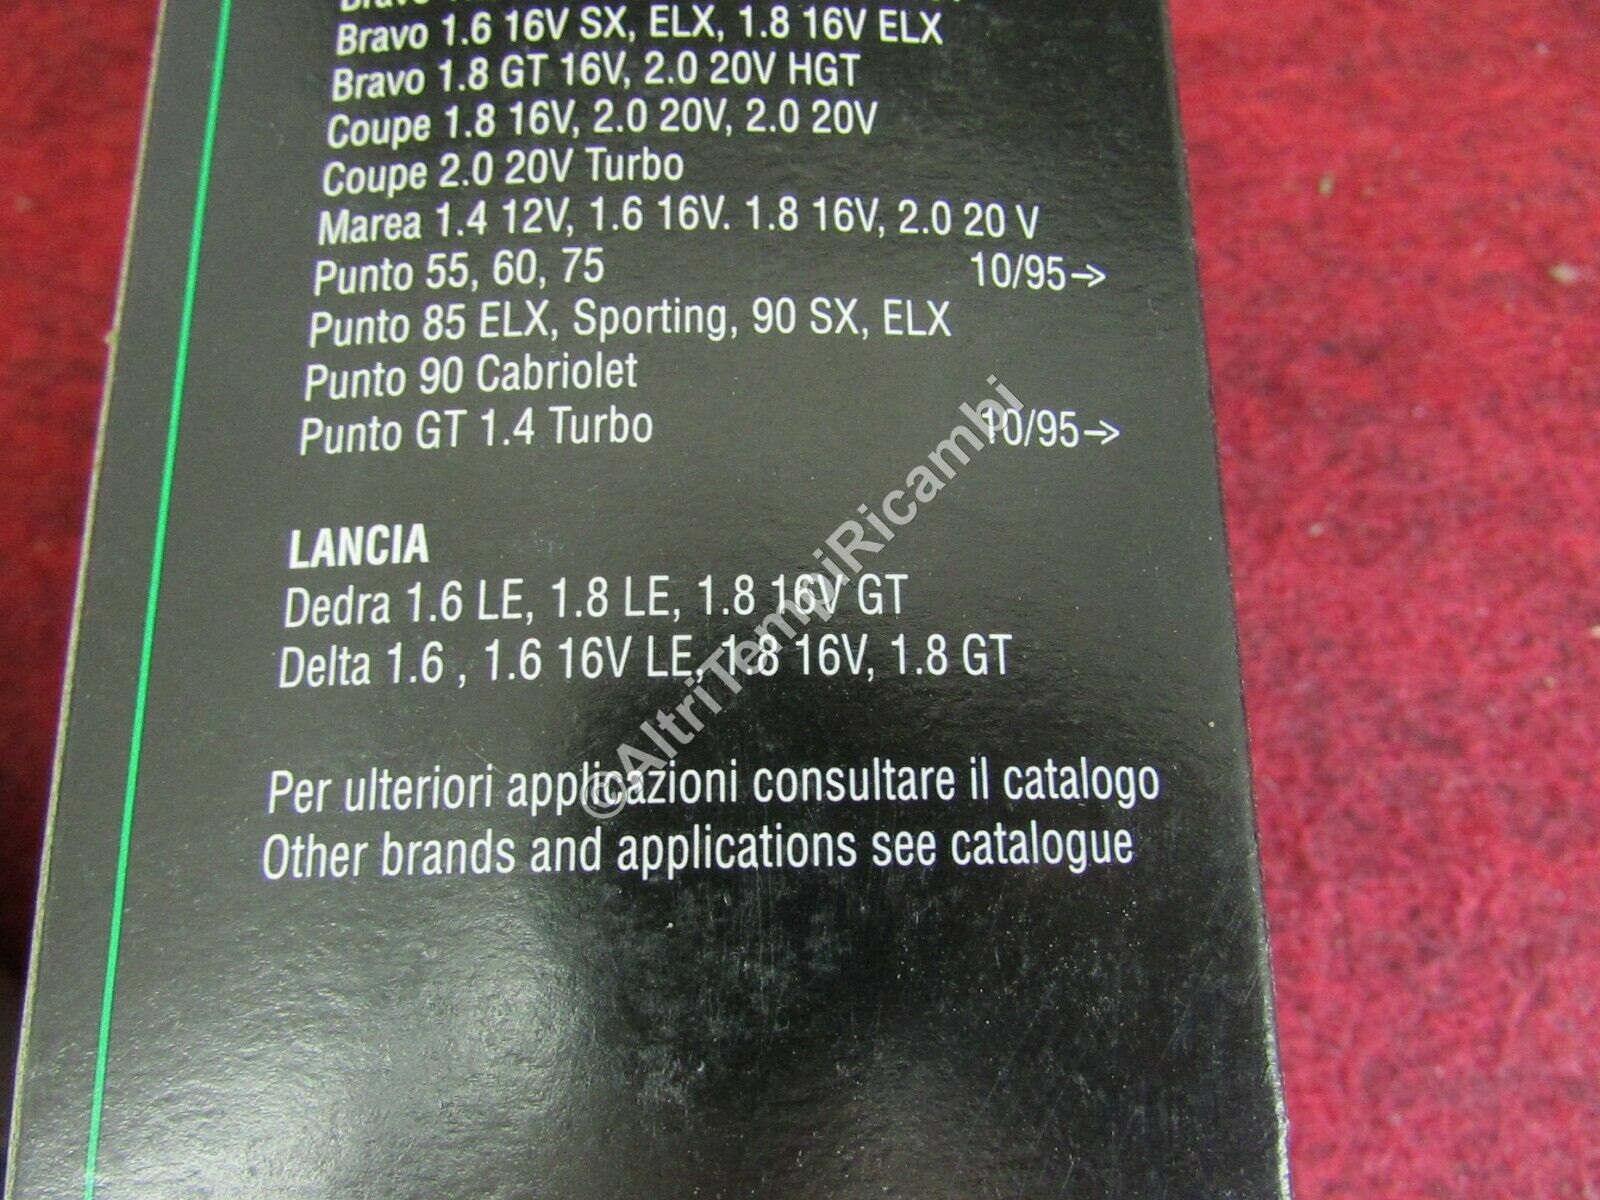 Bravo
Bravo 1.6 16V SX, ELX, 1.8 16V ELX
Bravo 1.8 GT 16V, 2.0 20V HGT
Coupe 1.8 16V, 2.0 20V, 2.0 20V
Coupe 2.0 20V Turbo
Marea 1.4 12V, 1.6 16V. 1.8 16V, 2.0 20 V
Punto 55, 60, 75 10/95->
Punto 85 ELX, Sporting, 90 SX, ELX
Punto 90 Cabriolet
Punto GT 1.4 Turbo 10/95->
LANCIA
Dedra 1.6 LE, 1.8 LE, 1.8 16V GT
Delta 1.6 , 1.6 16V LE, 1.8 16V, 1.8 GT
Per ulteriori applicazioni consultare il catalogo
Other brands and applications see catalogue
©AltriTempiRicambi